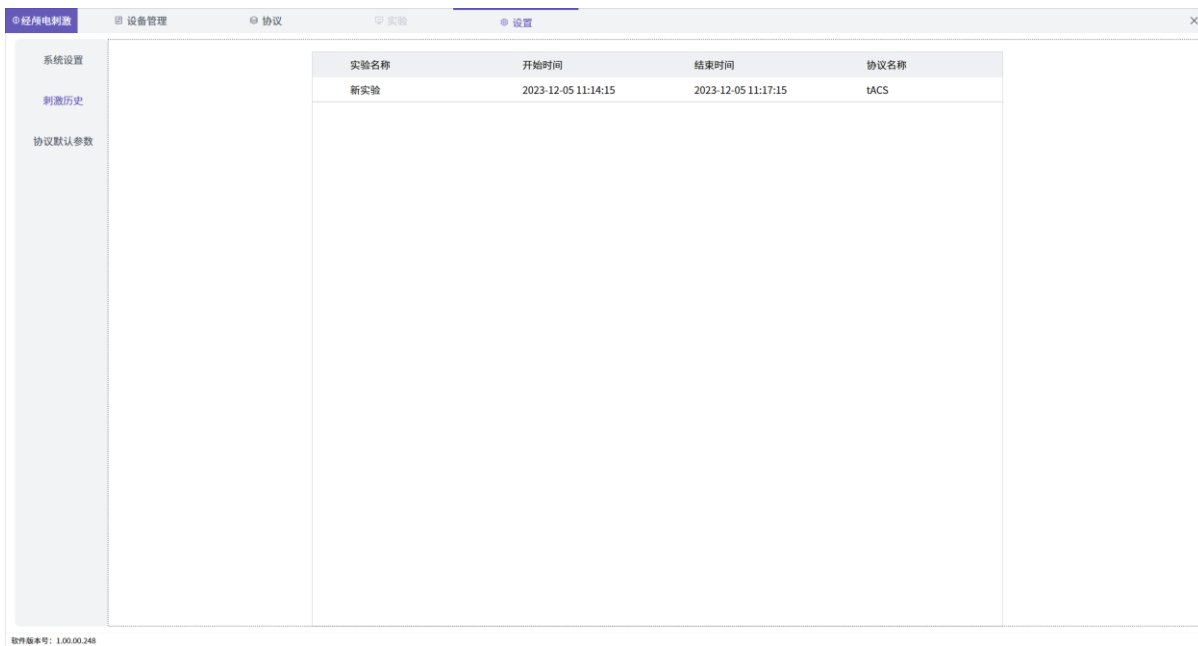 经颅电刺激 设备管理 协议 实验 设置
系统设置
刺激历史
协议默认参数
实验名称 开始时间 结束时间 协议名称
新实验 2023-12-05 11:14:15 2023-12-05 11:17:15 tACS
软件版本号：1.00.00.248